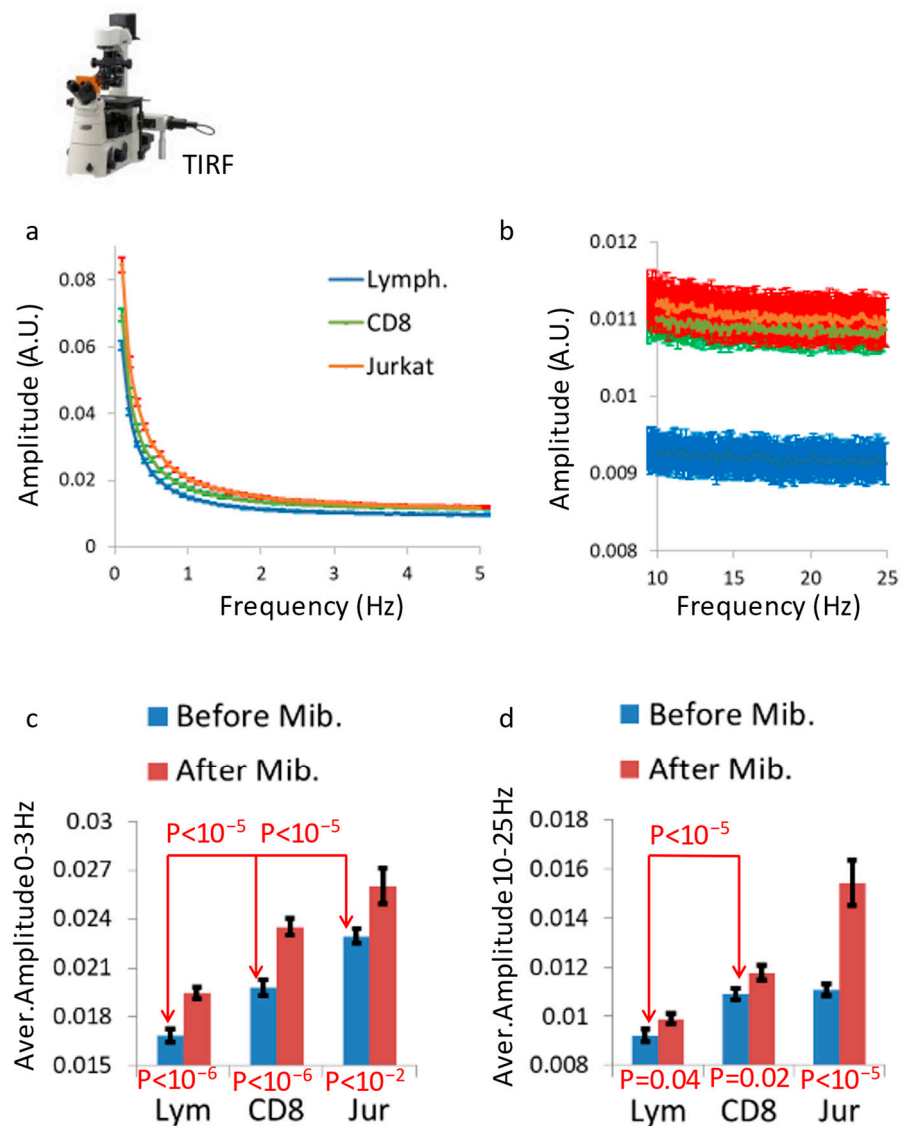 TIRF
a
b
Amplitude (A.U.)
0.08
0.06
0.04
0.02
0
Lymph.
CD8
Jurkat
0 1 2 3 4 5
Frequency (Hz)
Amplitude (A.U.)
0.012
0.011
0.01
0.009
0.008
10 15 20 25
Frequency (Hz)
c
Before Mib.
After Mib.
Aver.Amplitude 0-3Hz
0.03
0.027
0.024
0.021
0.018
0.015
P<10⁻⁵ P<10⁻⁵
P<10⁻⁶ P<10⁻⁶ P<10⁻²
Lym CD8 Jur
d
Before Mib.
After Mib.
Aver.Amplitude 10-25Hz
0.018
0.016
0.014
0.012
0.01
0.008
P<10⁻⁵
P=0.04 P=0.02 P<10⁻⁵
Lym CD8 Jur